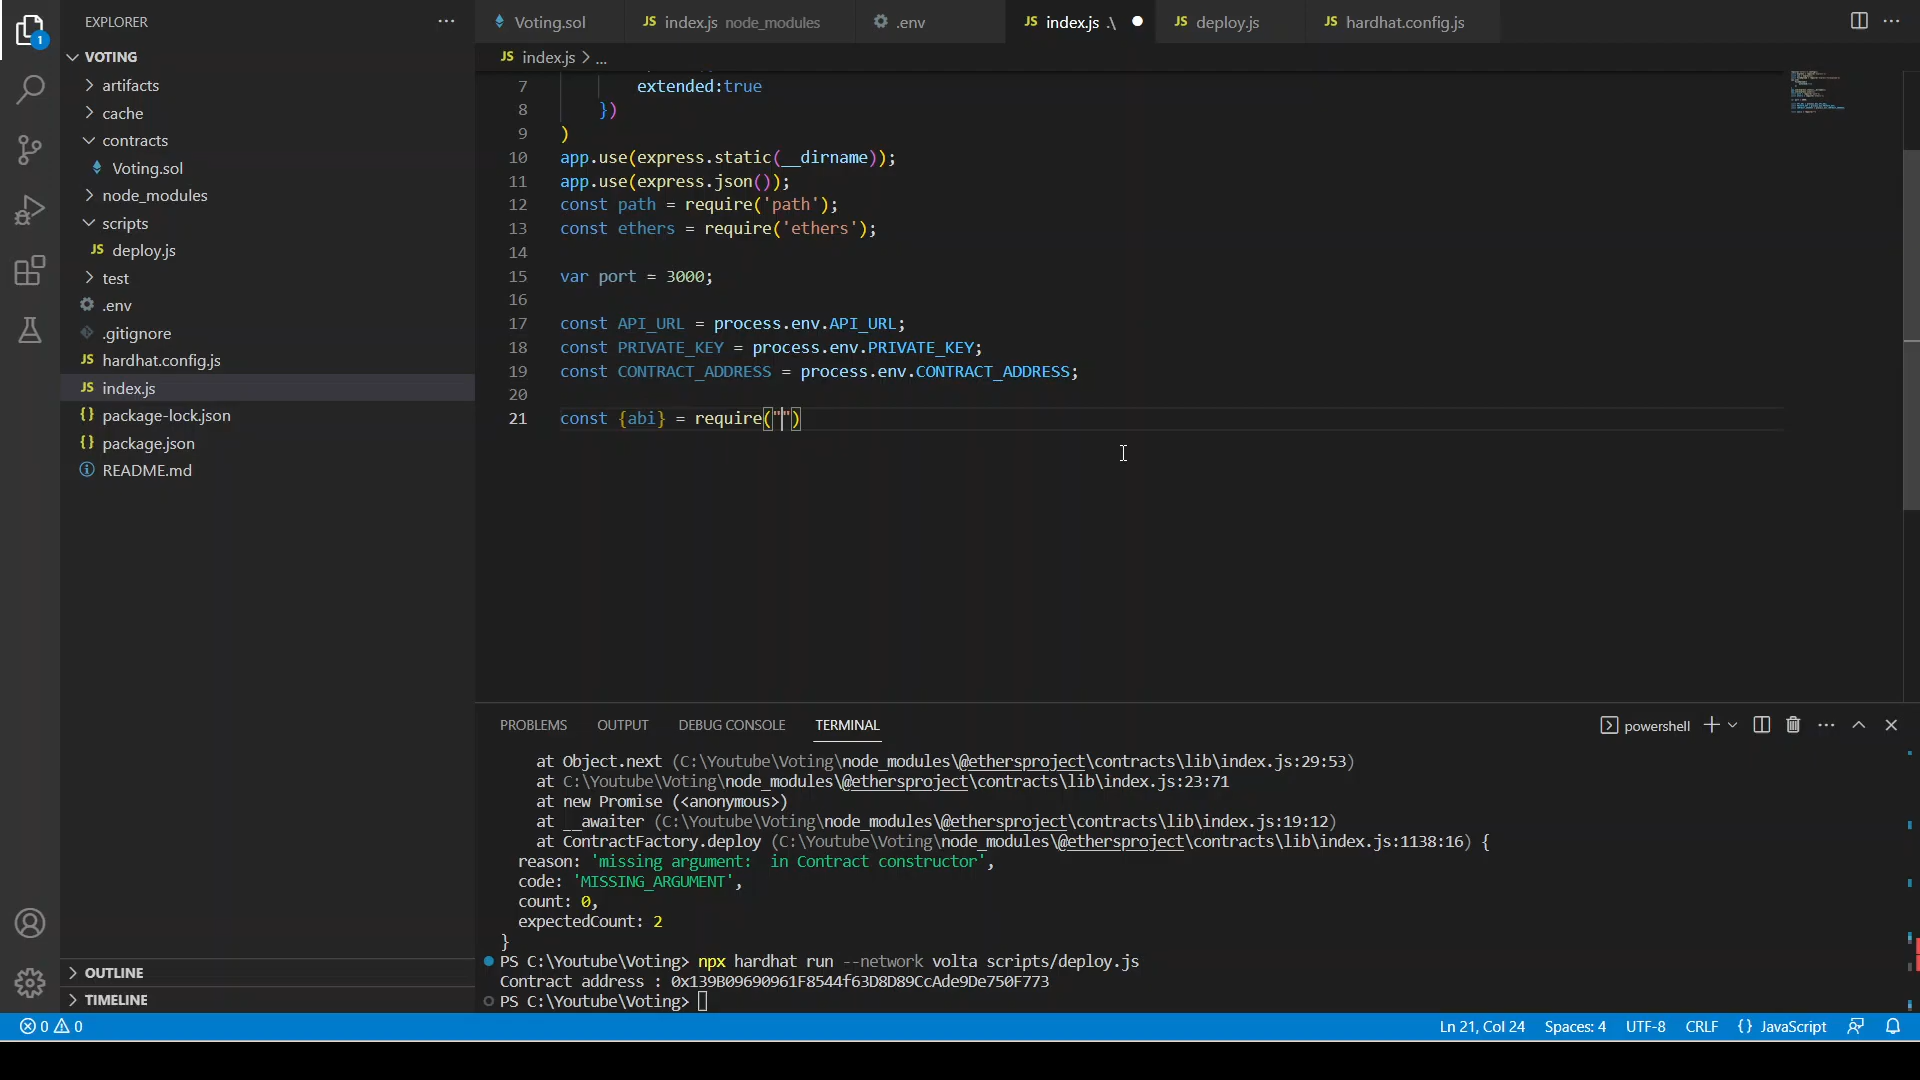 EXPLORER
VOTING
artifacts
cache
contracts
Voting.sol
node_modules
scripts
JS deploy.js
test
.env
.gitignore
JS hardhat.config.js
JS index.js
{} package-lock.json
{} package.json
README.md
OUTLINE
TIMELINE
1
Voting.sol
JS index.js node_modules
.env
JS index.js .\
JS deploy.js
JS hardhat.config.js
JS index.js > ...
7 extended:true
8 })
9 )
10 app.use(express.static(__dirname));
11 app.use(express.json());
12 const path = require('path');
13 const ethers = require('ethers');
14
15 var port = 3000;
16
17 const API_URL = process.env.API_URL;
18 const PRIVATE_KEY = process.env.PRIVATE_KEY;
19 const CONTRACT_ADDRESS = process.env.CONTRACT_ADDRESS;
20
21 const {abi} = require("")
PROBLEMS OUTPUT DEBUG CONSOLE TERMINAL
powershell
at Object.next (C:\Youtube\Voting\node_modules\@ethersproject\contracts\lib\index.js:29:53)
at C:\Youtube\Voting\node_modules\@ethersproject\contracts\lib\index.js:23:71
at new Promise (<anonymous>)
at __awaiter (C:\Youtube\Voting\node_modules\@ethersproject\contracts\lib\index.js:19:12)
at ContractFactory.deploy (C:\Youtube\Voting\node_modules\@ethersproject\contracts\lib\index.js:1138:16) {
reason: 'missing argument:  in Contract constructor',
code: 'MISSING_ARGUMENT',
count: 0,
expectedCount: 2
}
PS C:\Youtube\Voting> npx hardhat run --network volta scripts/deploy.js
Contract address : 0x139B09690961F8544f63D8D89CcAde9De750F773
PS C:\Youtube\Voting>
0 0
Ln 21, Col 24 Spaces: 4 UTF-8 CRLF {} JavaScript